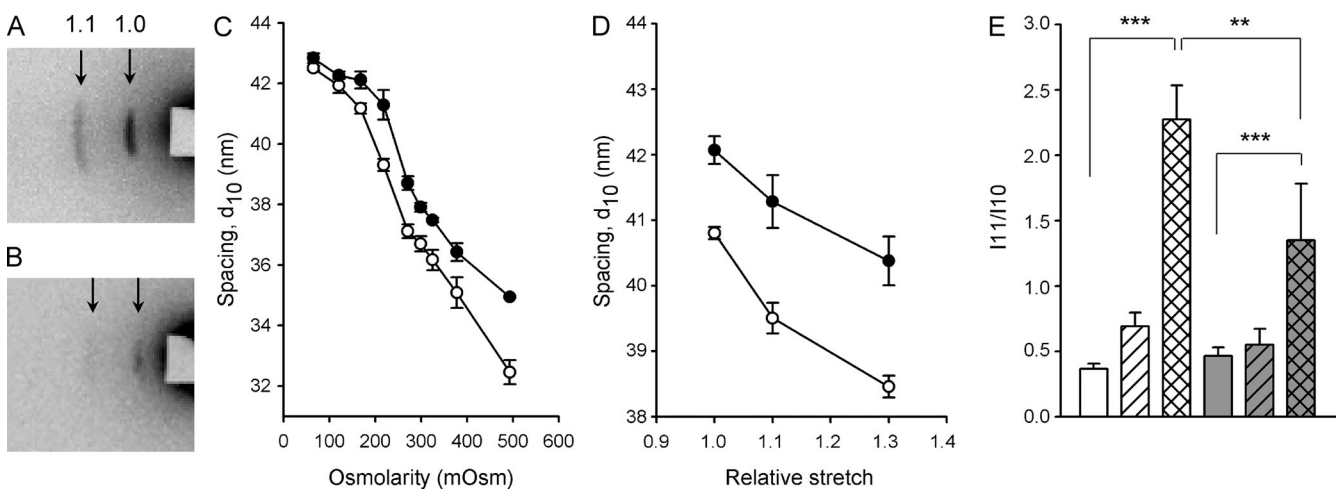 A
1.1 1.0
B
C
44
42
40
38
36
34
32
Spacing, d10 (nm)
0 100 200 300 400 500 600
Osmolarity (mOsm)
D
43
42
41
40
39
38
Spacing, d10 (nm)
0.9 1.0 1.1 1.2 1.3 1.4
Relative stretch
E
3.0
2.5
2.0
1.5
1.0
0.5
0.0
I11/I10
*** **
***